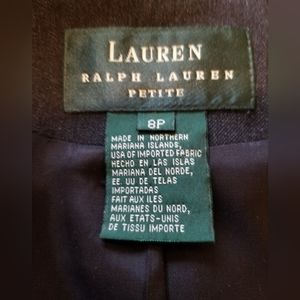 LAUREN
RALPH LAUREN
PETITE
8P
MADE IN NORTHERN
MARIANA ISLANDS,
USA OF IMPORTED FABRIC
HECHO EN LAS ISLAS
MARIANA DEL NORDE,
EE. UU DE TELAS
IMPORTADAS
FAIT AUX ILES
MARIANES DU NORD,
AUX ETATS-UNIS
DE TISSU IMPORTE